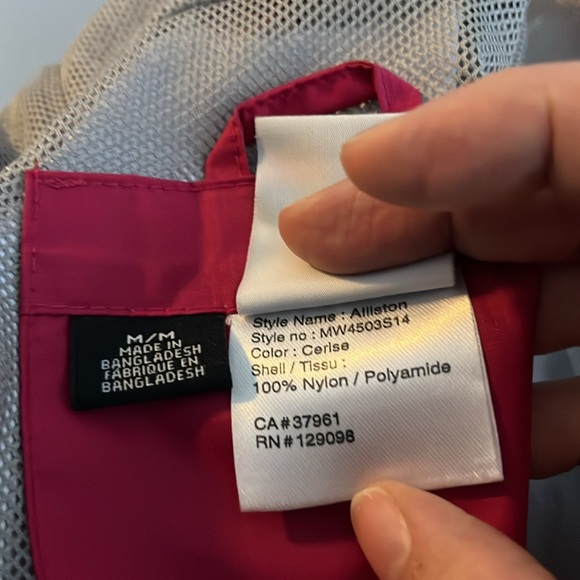 M/M
MADE IN
BANGLADESH
FABRIQUE EN
BANGLADESH
Style Name : Alliston
Style no : MW4503S14
Color : Cerise
Shell / Tissu :
100% Nylon / Polyamide
CA#37961
RN#129098